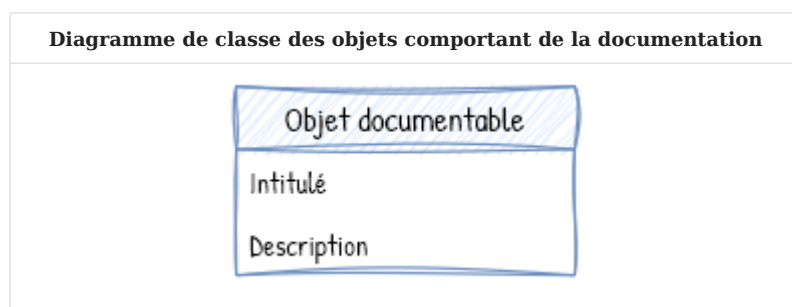 Diagramme de classe des objets comportant de la documentation
Objet documentable
Intitulé
Description